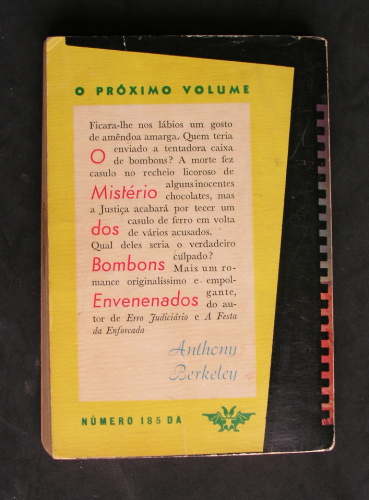 O PRÓXIMO VOLUME
Ficara-lhe nos lábios um gosto
de amêndoa amarga. Quem teria
enviado a tentadora caixa
O
de bombons? A morte fez
casulo no recheio licoroso de
Mistério
alguns inocentes
chocolates, mas
a Justiça acabará por tecer um
dos
casulo de ferro em volta
de vários acusados.
Qual deles seria o verdadeiro
culpado?
Bombons
Mais um ro-
mance originalíssimo e empol-
Envenenados
gante,
do au-
tor de Erro Judiciário e A Festa
da Enforcada
Anthony
Berkeley
NÚMERO 185 DA